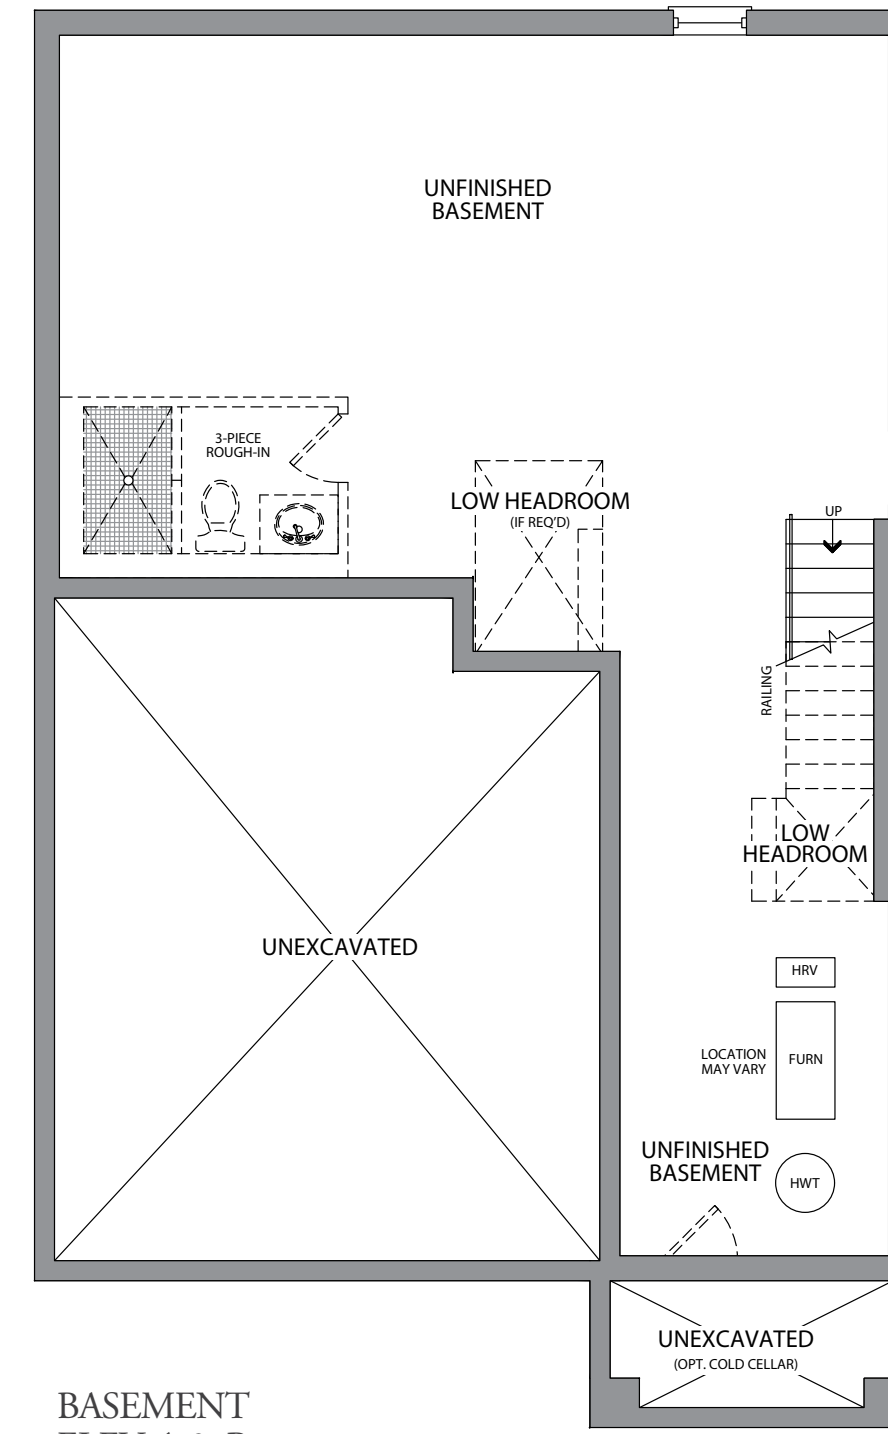 UNFINISHED
BASEMENT
3-PIECE
ROUGH-IN
LOW HEADROOM
(IF REQ'D)
UP
RAILING
LOW
HEADROOM
UNEXCAVATED
HRV
LOCATION
MAY VARY
FURN
UNFINISHED
BASEMENT
HWT
UNEXCAVATED
(OPT. COLD CELLAR)
BASEMENT